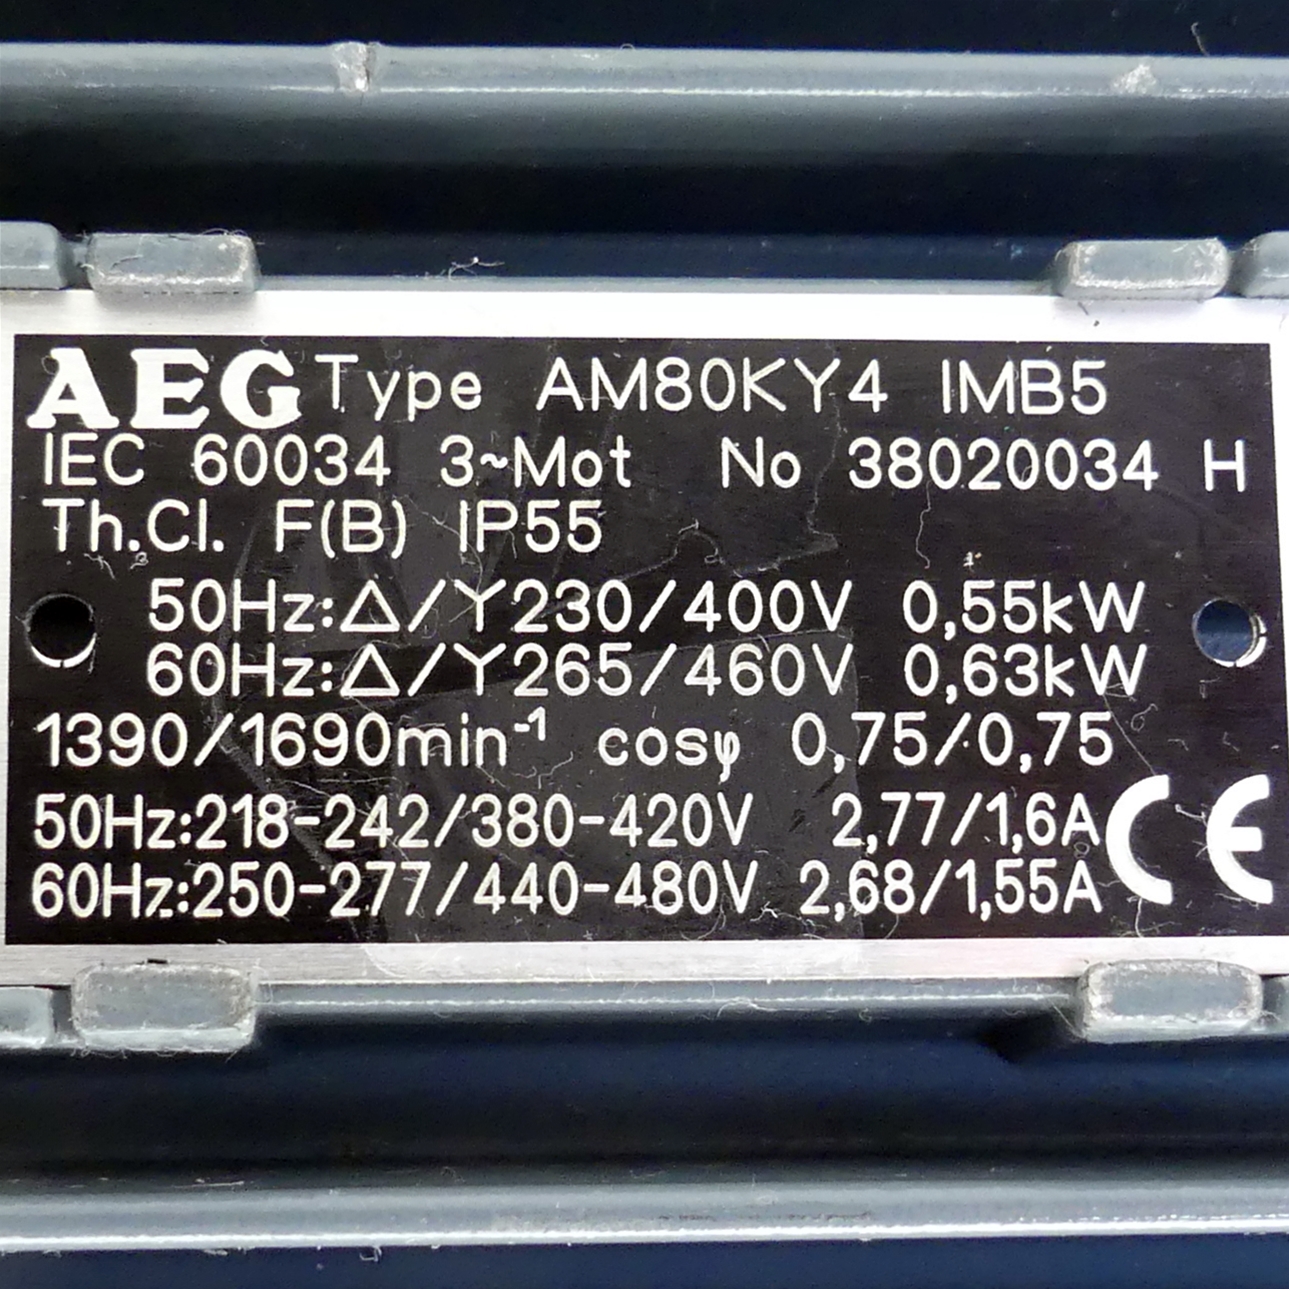 AEG Type AM80KY4 IMB5
IEC 60034 3~Mot No 38020034 H
Th.Cl. F(B) IP55
50Hz:△/Y230/400V 0,55kW
60Hz:△/Y265/460V 0,63kW
1390/1690min⁻¹ cosφ 0,75/0,75
50Hz:218-242/380-420V 2,77/1,6A
60Hz:250-277/440-480V 2,68/1,55A
CE